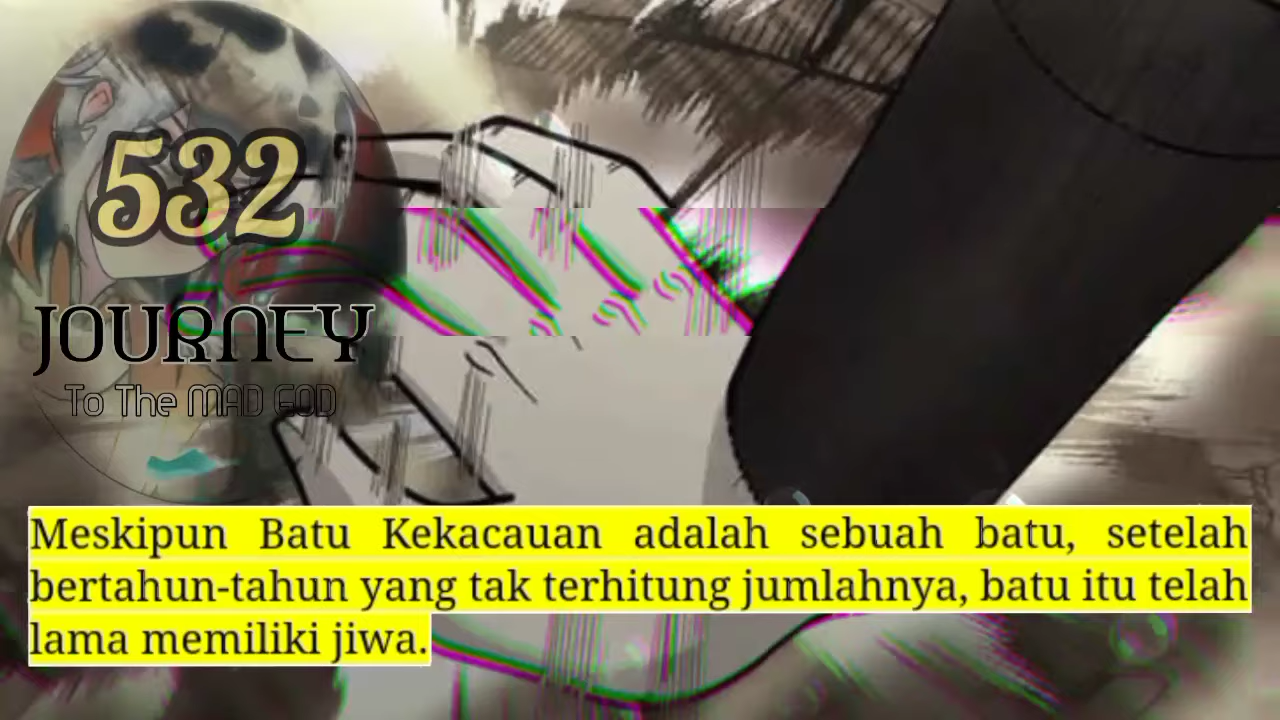 532
JOURNEY
To The MAD GOD
Meskipun Batu Kekacauan adalah sebuah batu, setelah
bertahun-tahun yang tak terhitung jumlahnya, batu itu telah
lama memiliki jiwa.